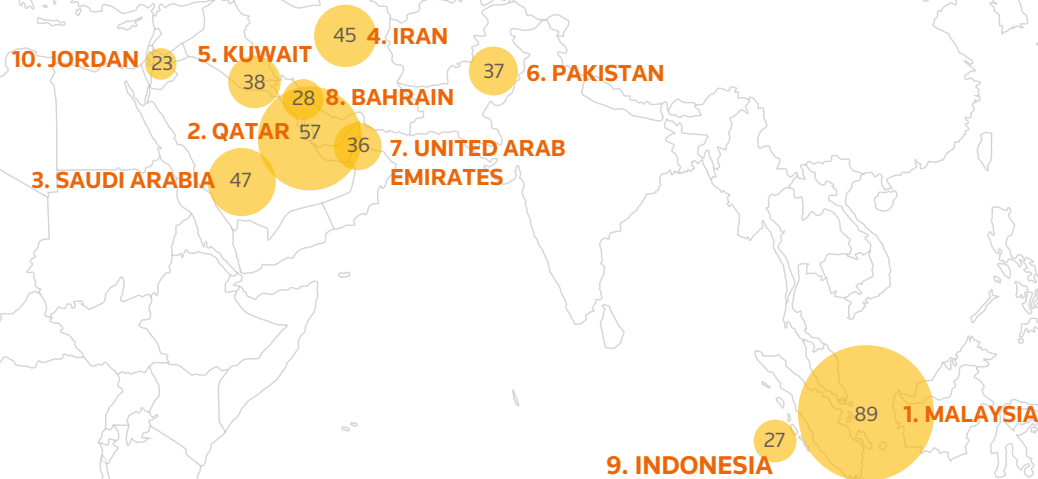 45 4. IRAN
10. JORDAN 23
5. KUWAIT
38
37 6. PAKISTAN
28 8. BAHRAIN
2. QATAR 57
36 7. UNITED ARAB
EMIRATES
3. SAUDI ARABIA 47
89 1. MALAYSIA
27
9. INDONESIA